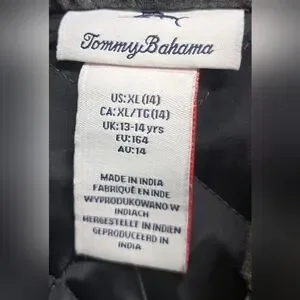 Tommy Bahama
US: XL (14)
CA: XL/TG (14)
UK: 13-14 yrs
EU: 164
AU: 14
MADE IN INDIA
FABRIQUÉ EN INDE
WYPRODUKOWANO W
INDIACH
HERGESTELLT IN INDIEN
GEPRODUCEERD IN
INDIA